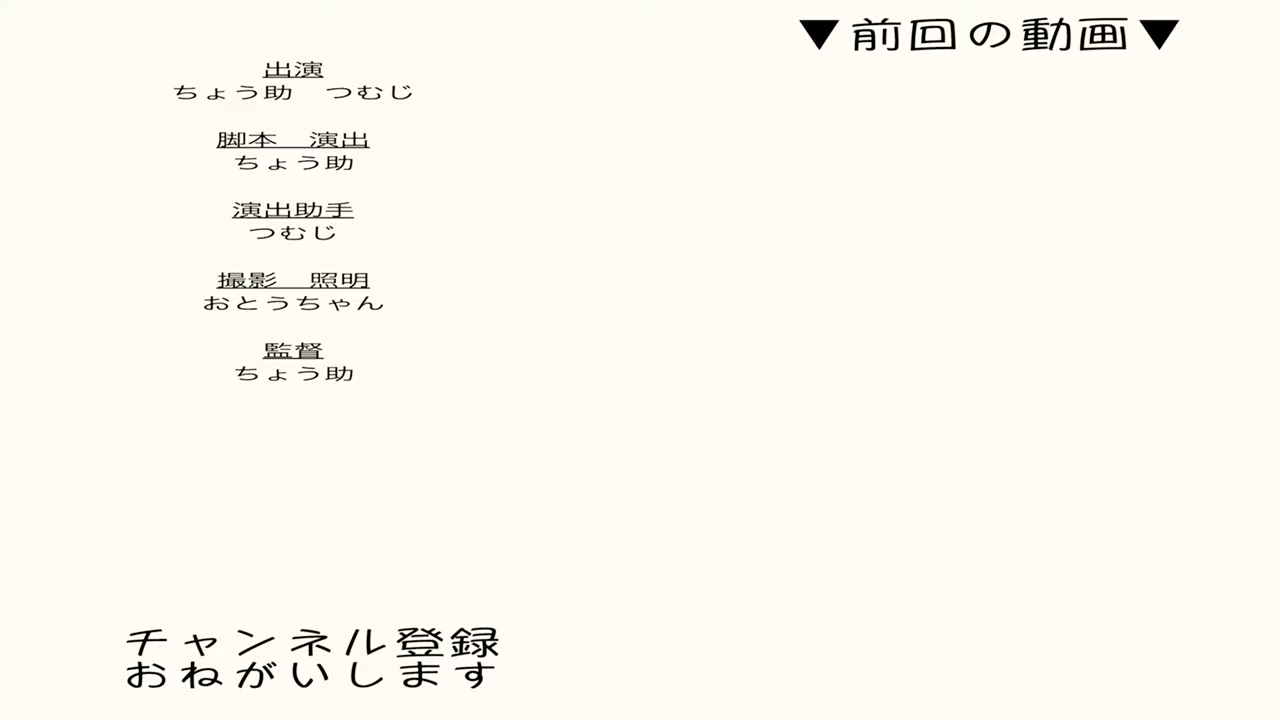 ▼前回の動画▼
出演
ちょう助　つむじ
脚本　演出
ちょう助
演出助手
つむじ
撮影　照明
おとうちゃん
監督
ちょう助
チャンネル登録
おねがいします